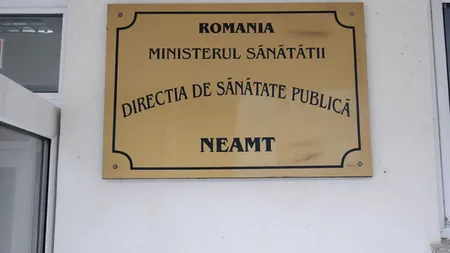 ROMANIA
MINISTERUL SĂNĂTĂTII
DIRECTIA DE SĂNĂTATE PUBLICĂ
NEAMT